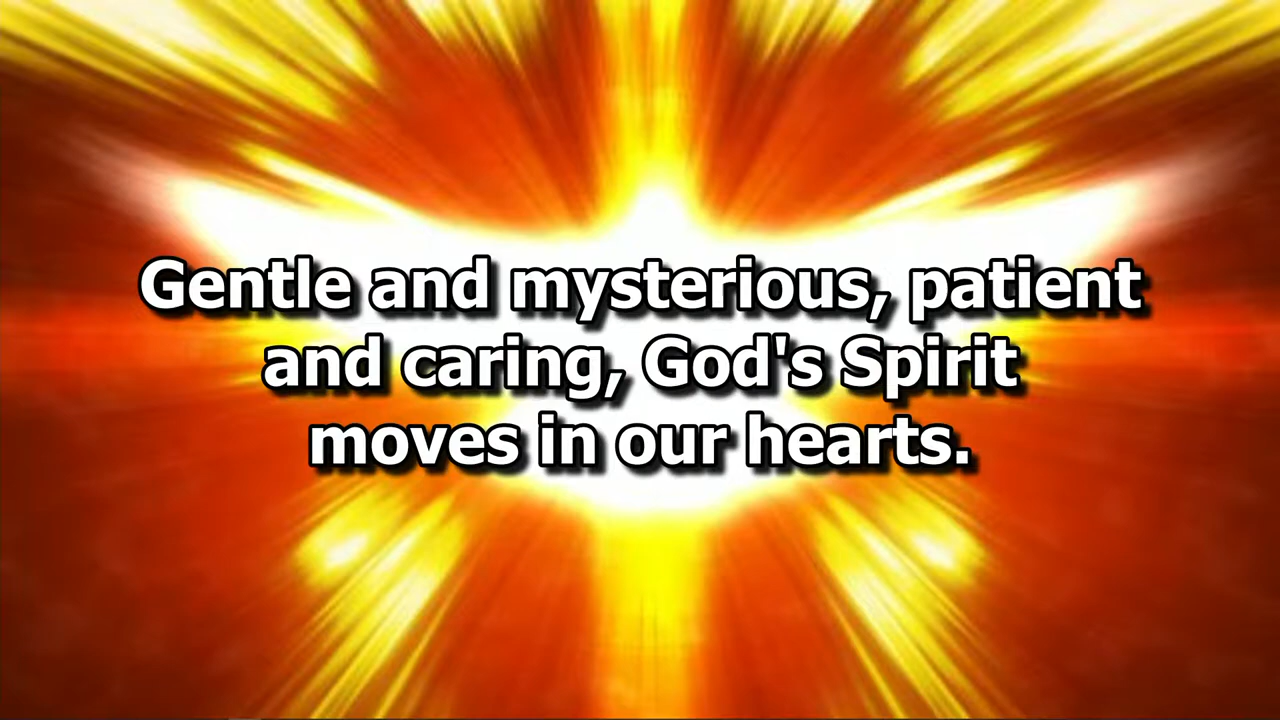 Gentle and mysterious, patient
and caring, God's Spirit
moves in our hearts.